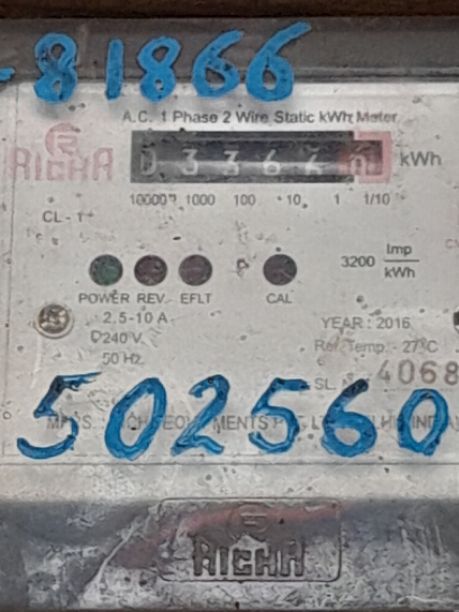 -81866
A.C. 1 Phase 2 Wire Static kWh Meter
RICHA
0 3 3 6
kWh
10000 1000 100 10 1 1/10
CL - 1
3200 Imp/kWh
POWER REV. EFLT CAL
2.5-10 A
240 V.
50 Hz.
YEAR : 2016
Ref. Temp. - 27°C
SL. 4068
502560
RICHA